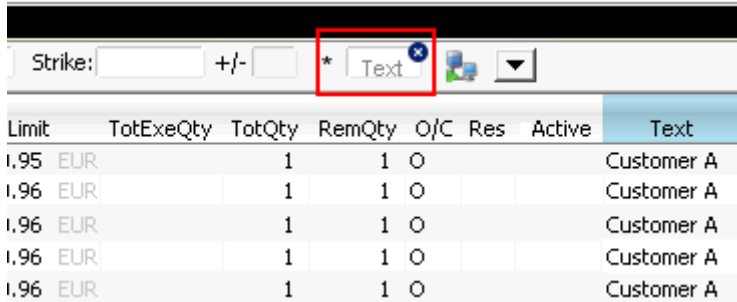 Strike: +/- * Text
Limit TotExeQty TotQty RemQty O/C Res Active Text
.95 EUR 1 1 O Customer A
.96 EUR 1 1 O Customer A
.96 EUR 1 1 O Customer A
.96 EUR 1 1 O Customer A
.96 EUR 1 1 O Customer A